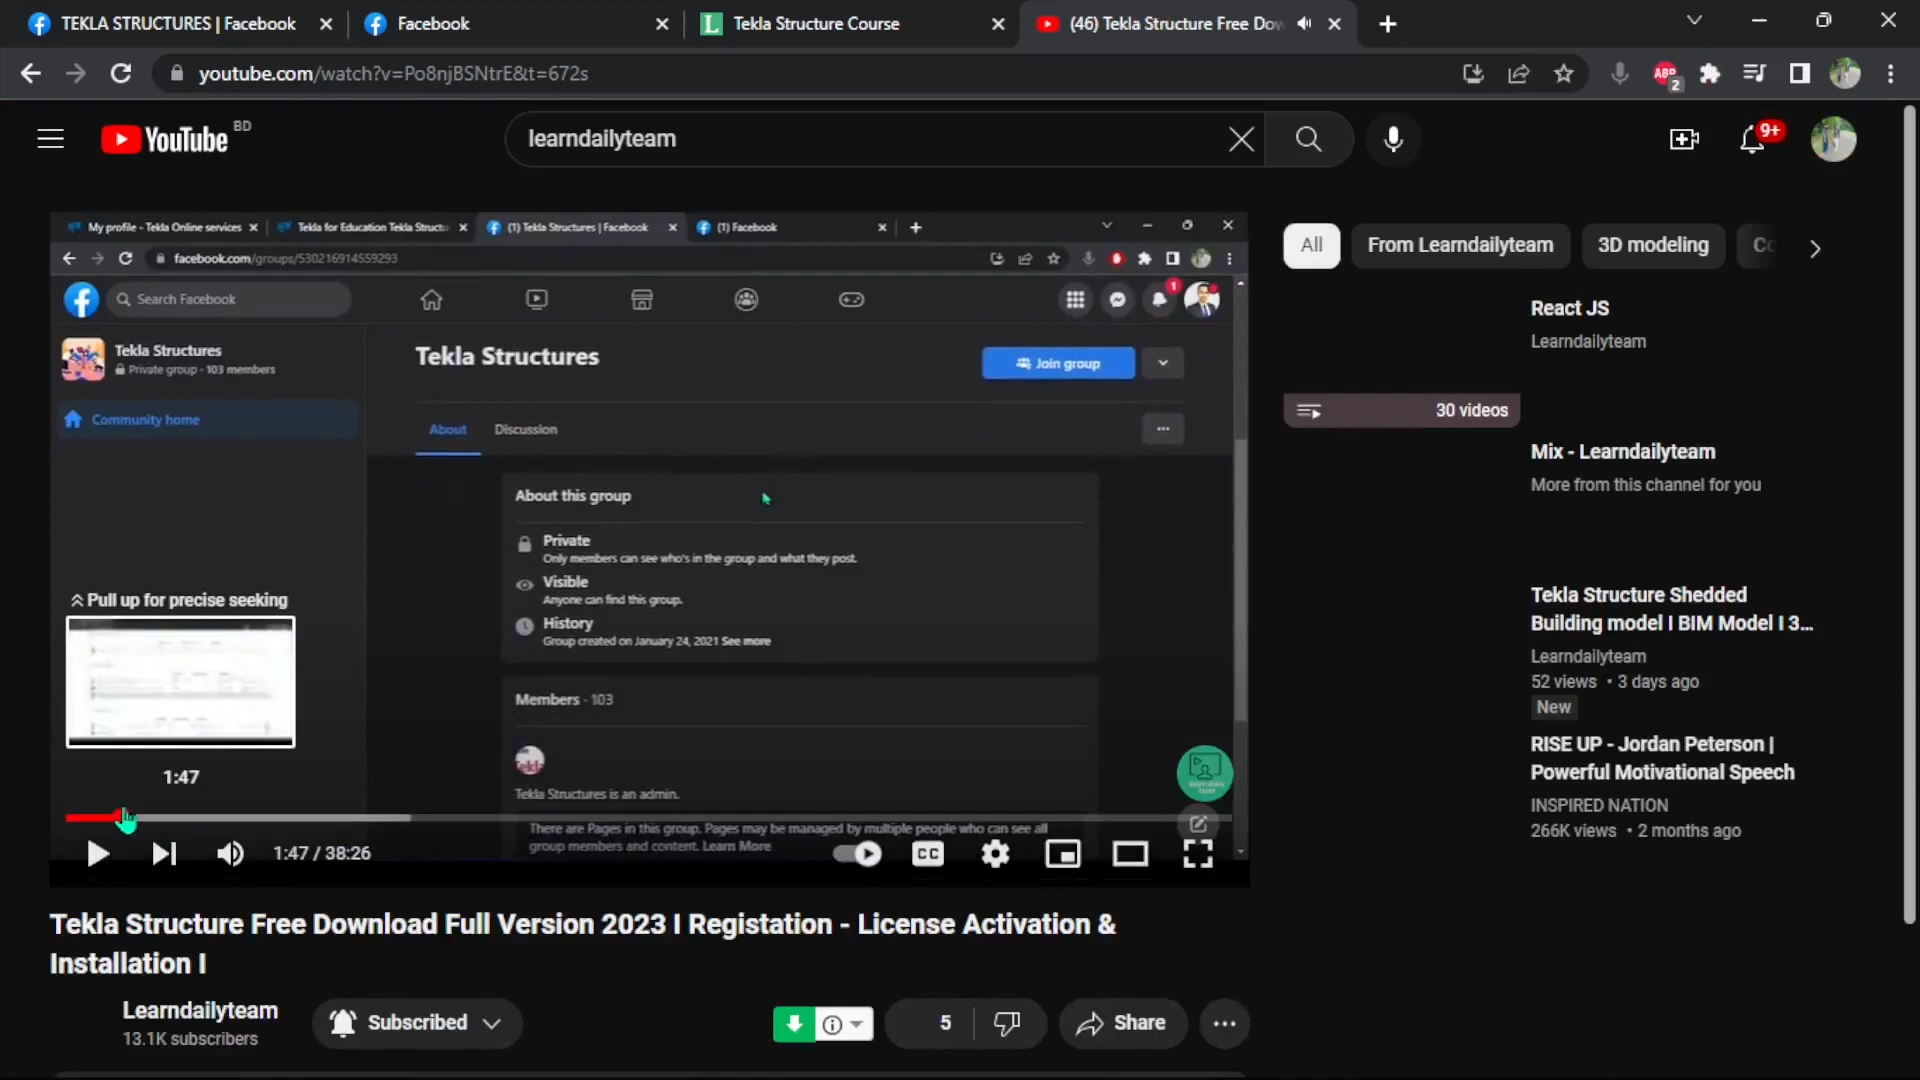 TEKLA STRUCTURES | Facebook
Facebook
Tekla Structure Course
(46) Tekla Structure Free Dow
youtube.com/watch?v=Po8njBSNtrE&t=672s
ABP
2
YouTube BD
learndailyteam
9+
My profile - Tekla Online services
Tekla for Education Tekla Structu
(1) Tekla Structures | Facebook
(1) Facebook
facebook.com/groups/530216914559293
Search Facebook
1
Tekla Structures
Private group · 103 members
Community home
Tekla Structures
Join group
About
Discussion
About this group
Private
Only members can see who's in the group and what they post.
Visible
Anyone can find this group.
History
Group created on January 24, 2021 See more
Members · 103
Tekla Structures is an admin.
There are Pages in this group. Pages may be managed by multiple people who can see all
group members and content. Learn More
Pull up for precise seeking
1:47
1:47 / 38:26
CC
Tekla Structure Free Download Full Version 2023 I Registation - License Activation &
Installation I
Learndailyteam
13.1K subscribers
Subscribed
5
Share
All
From Learndailyteam
3D modeling
Co
React JS
Learndailyteam
30 videos
Mix - Learndailyteam
More from this channel for you
Tekla Structure Shedded
Building model I BIM Model I 3...
Learndailyteam
52 views • 3 days ago
New
RISE UP - Jordan Peterson |
Powerful Motivational Speech
INSPIRED NATION
266K views • 2 months ago